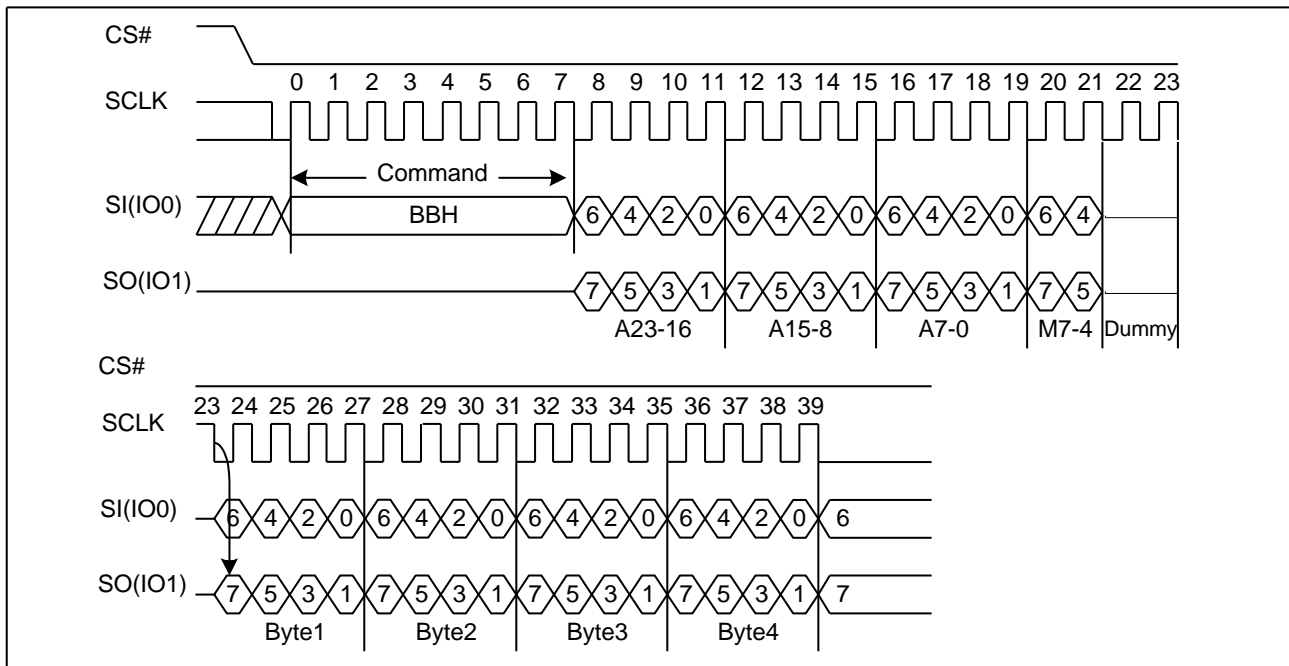 CS#
0 1 2 3 4 5 6 7 8 9 10 11 12 13 14 15 16 17 18 19 20 21 22 23
SCLK
Command
SI(IO0) BBH 6 4 2 0 6 4 2 0 6 4 2 0 6 4
SO(IO1) 7 5 3 1 7 5 3 1 7 5 3 1 7 5
A23-16 A15-8 A7-0 M7-4 Dummy
CS#
23 24 25 26 27 28 29 30 31 32 33 34 35 36 37 38 39
SCLK
SI(IO0) 6 4 2 0 6 4 2 0 6 4 2 0 6 4 2 0 6
SO(IO1) 7 5 3 1 7 5 3 1 7 5 3 1 7 5 3 1 7
Byte1 Byte2 Byte3 Byte4